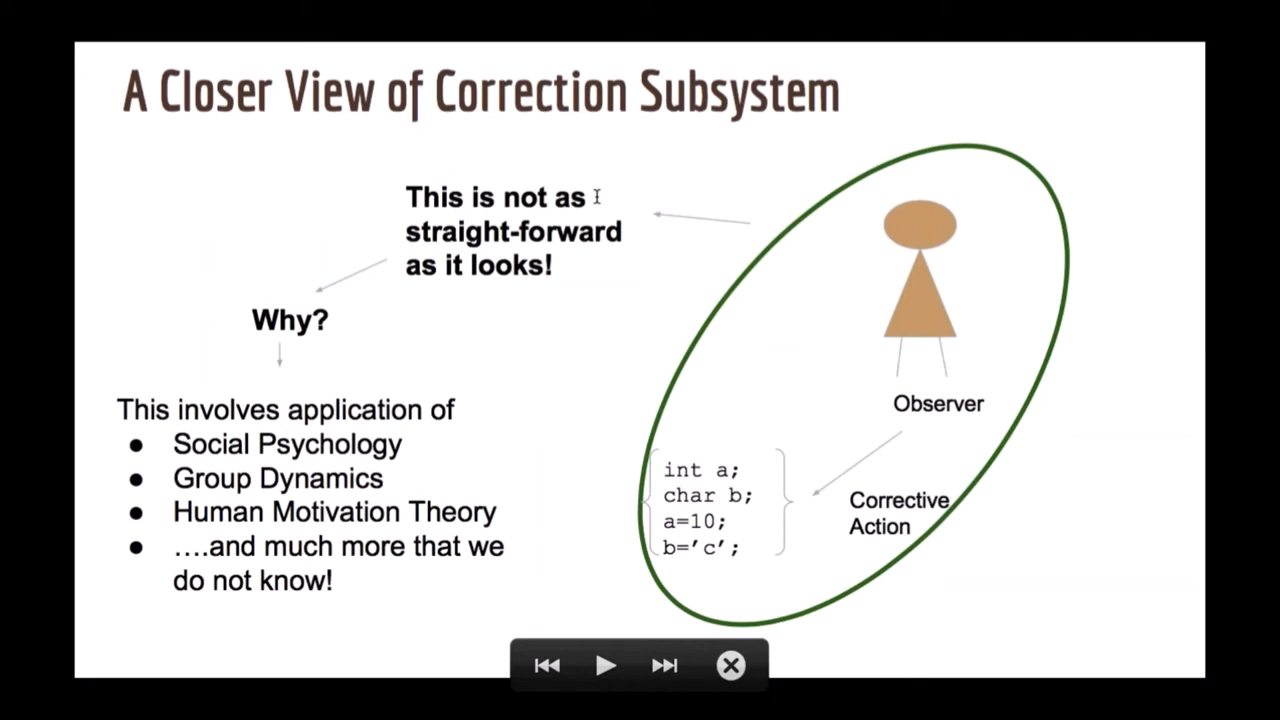 A Closer View of Correction Subsystem
This is not as
straight-forward
as it looks!
Why?
This involves application of
● Social Psychology
● Group Dynamics
● Human Motivation Theory
● ….and much more that we
do not know!
Observer
int a;
char b;
a=10;
b=’c’;
Corrective
Action